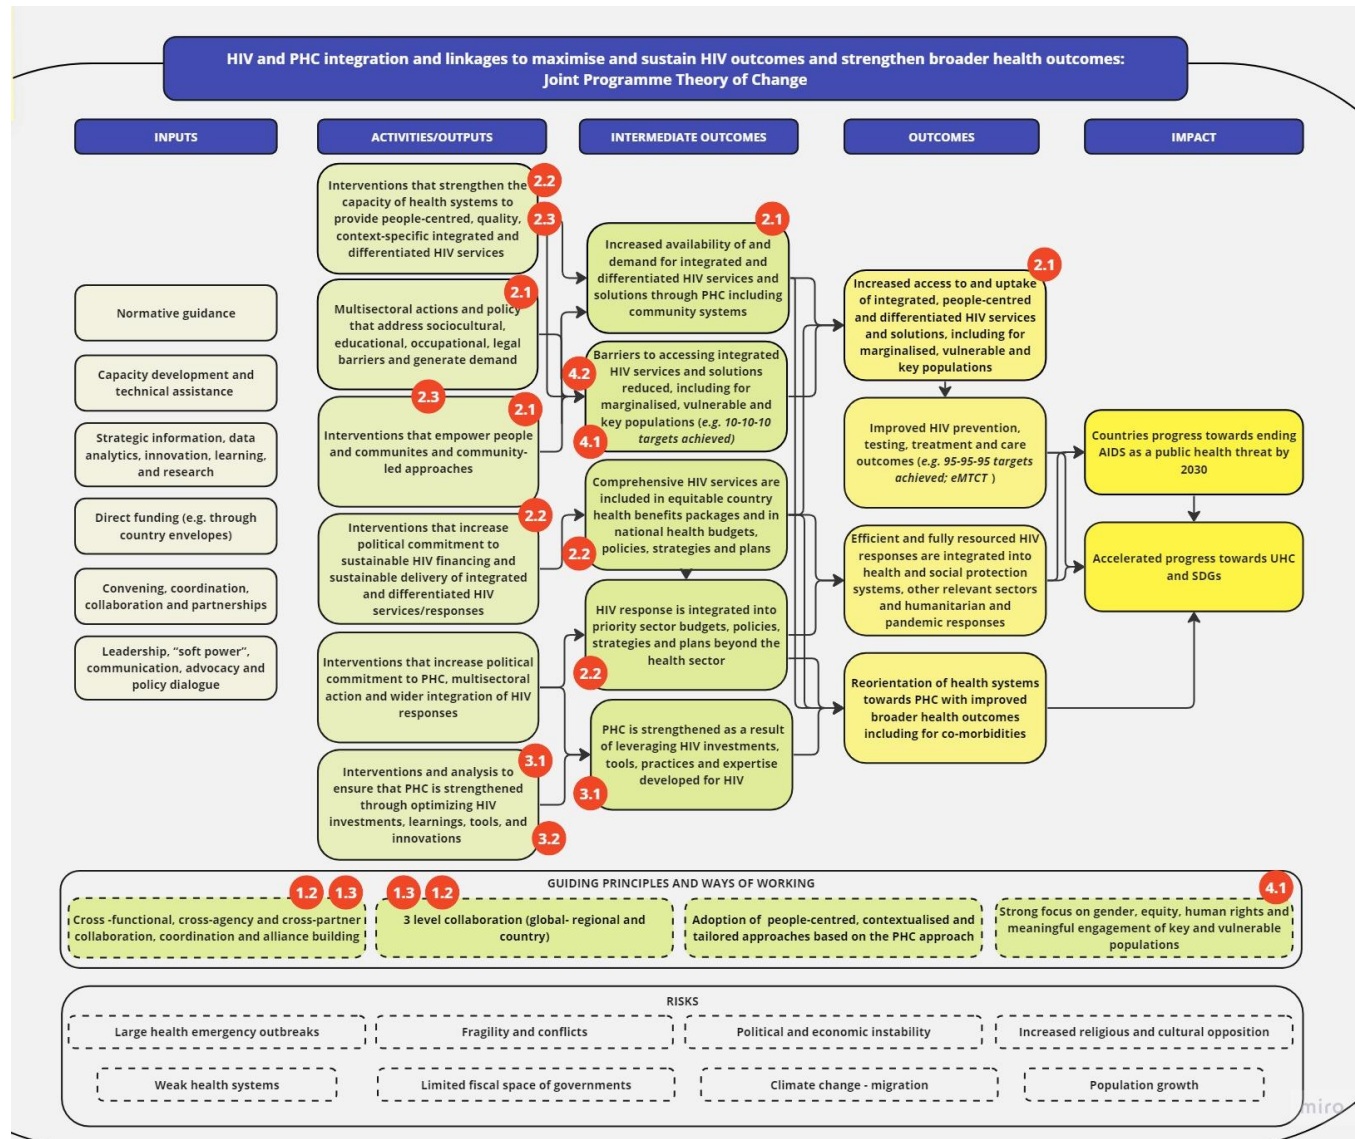 HIV and PHC integration and linkages to maximise and sustain HIV outcomes and strengthen broader health outcomes:
Joint Programme Theory of Change
INPUTS
ACTIVITIES/OUTPUTS
INTERMEDIATE OUTCOMES
OUTCOMES
IMPACT
Normative guidance
Capacity development and
technical assistance
Strategic information, data
analytics, innovation, learning,
and research
Direct funding (e.g. through
country envelopes)
Convening, coordination,
collaboration and partnerships
Leadership, “soft power”,
communication, advocacy and
policy dialogue
2.2
2.3
Interventions that strengthen the
capacity of health systems to
provide people-centred, quality,
context-specific integrated and
differentiated HIV services
2.1
Multisectoral actions and policy
that address sociocultural,
educational, occupational, legal
barriers and generate demand
2.3
2.1
Interventions that empower people
and communites and community-
led approaches
2.2
Interventions that increase
political commitment to
sustainable HIV financing and
sustainable delivery of integrated
and differentiated HIV
services/responses
Interventions that increase political
commitment to PHC, multisectoral
action and wider integration of HIV
responses
3.1
Interventions and analysis to
ensure that PHC is strengthened
through optimizing HIV
investments, learnings, tools, and
innovations
3.2
2.1
Increased availability of and
demand for integrated and
differentiated HIV services and
solutions through PHC including
community systems
4.2
Barriers to accessing integrated
HIV services and solutions
reduced, including for
marginalised, vulnerable and
key populations (e.g. 10-10-10
targets achieved)
4.1
Comprehensive HIV services are
included in equitable country
health benefits packages and in
national health budgets,
policies, strategies and plans
2.2
HIV response is integrated into
priority sector budgets, policies,
strategies and plans beyond the
health sector
2.2
PHC is strengthened as a result
of leveraging HIV investments,
tools, practices and expertise
developed for HIV
3.1
2.1
Increased access to and uptake
of integrated, people-centred
and differentiated HIV services
and solutions, including for
marginalised, vulnerable and
key populations
Improved HIV prevention,
testing, treatment and care
outcomes (e.g. 95-95-95 targets
achieved; eMTCT )
Efficient and fully resourced HIV
responses are integrated into
health and social protection
systems, other relevant sectors
and humanitarian and
pandemic responses
Reorientation of health systems
towards PHC with improved
broader health outcomes
including for co-morbidities
Countries progress towards ending
AIDS as a public health threat by
2030
Accelerated progress towards UHC
and SDGs
GUIDING PRINCIPLES AND WAYS OF WORKING
1.2
1.3
Cross -functional, cross-agency and cross-partner
collaboration, coordination and alliance building
1.3
1.2
3 level collaboration (global- regional and
country)
Adoption of people-centred, contextualised and
tailored approaches based on the PHC approach
4.1
Strong focus on gender, equity, human rights and
meaningful engagement of key and vulnerable
populations
RISKS
Large health emergency outbreaks
Fragility and conflicts
Political and economic instability
Increased religious and cultural opposition
Weak health systems
Limited fiscal space of governments
Climate change - migration
Population growth
miro